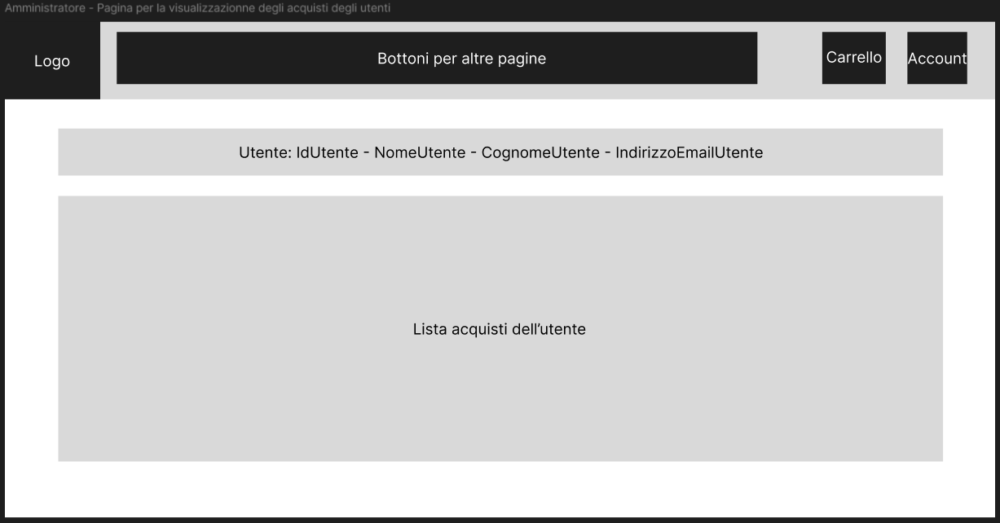 Amministratore - Pagina per la visualizzazionne degli acquisti degli utenti
Logo
Bottoni per altre pagine
Carrello
Account
Utente: IdUtente - NomeUtente - CognomeUtente - IndirizzoEmailUtente
Lista acquisti dell’utente